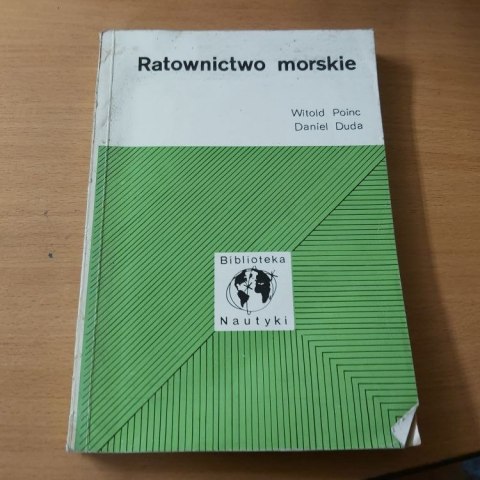 Ratownictwo morskie
Witold Poinc
Daniel Duda
Biblioteka
Nautyki